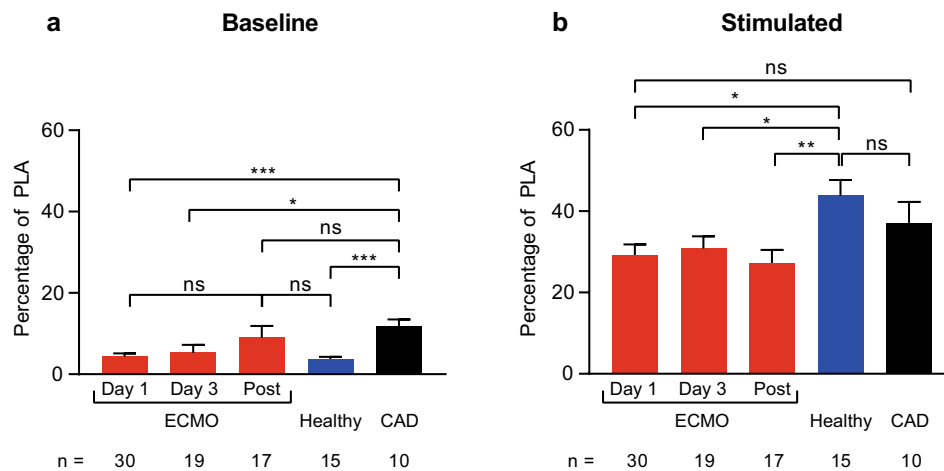 a Baseline
Percentage of PLA
60
40
20
0
***
*
ns
***
ns ns
Day 1 Day 3 Post
ECMO Healthy CAD
n = 30 19 17 15 10
b Stimulated
Percentage of PLA
60
40
20
0
ns
*
*
** ns
Day 1 Day 3 Post
ECMO Healthy CAD
n = 30 19 17 15 10